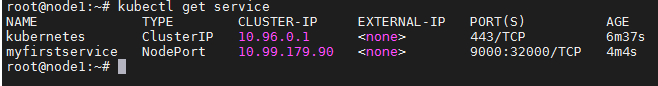 root@node1:~# kubectl get service
NAME             TYPE        CLUSTER-IP     EXTERNAL-IP   PORT(S)          AGE
kubernetes       ClusterIP   10.96.0.1      <none>        443/TCP          6m37s
myfirstservice   NodePort    10.99.179.90   <none>        9000:32000/TCP   4m4s
root@node1:~#